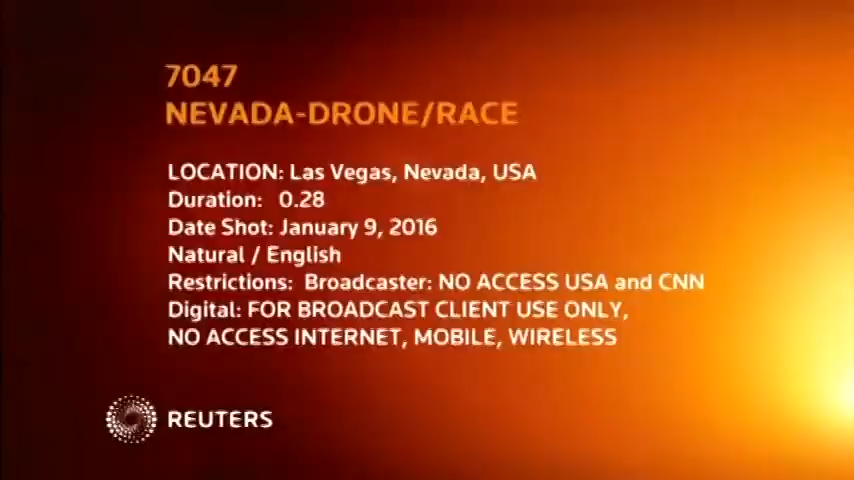 7047
NEVADA-DRONE/RACE
LOCATION: Las Vegas, Nevada, USA
Duration: 0.28
Date Shot: January 9, 2016
Natural / English
Restrictions: Broadcaster: NO ACCESS USA and CNN
Digital: FOR BROADCAST CLIENT USE ONLY,
NO ACCESS INTERNET, MOBILE, WIRELESS
REUTERS